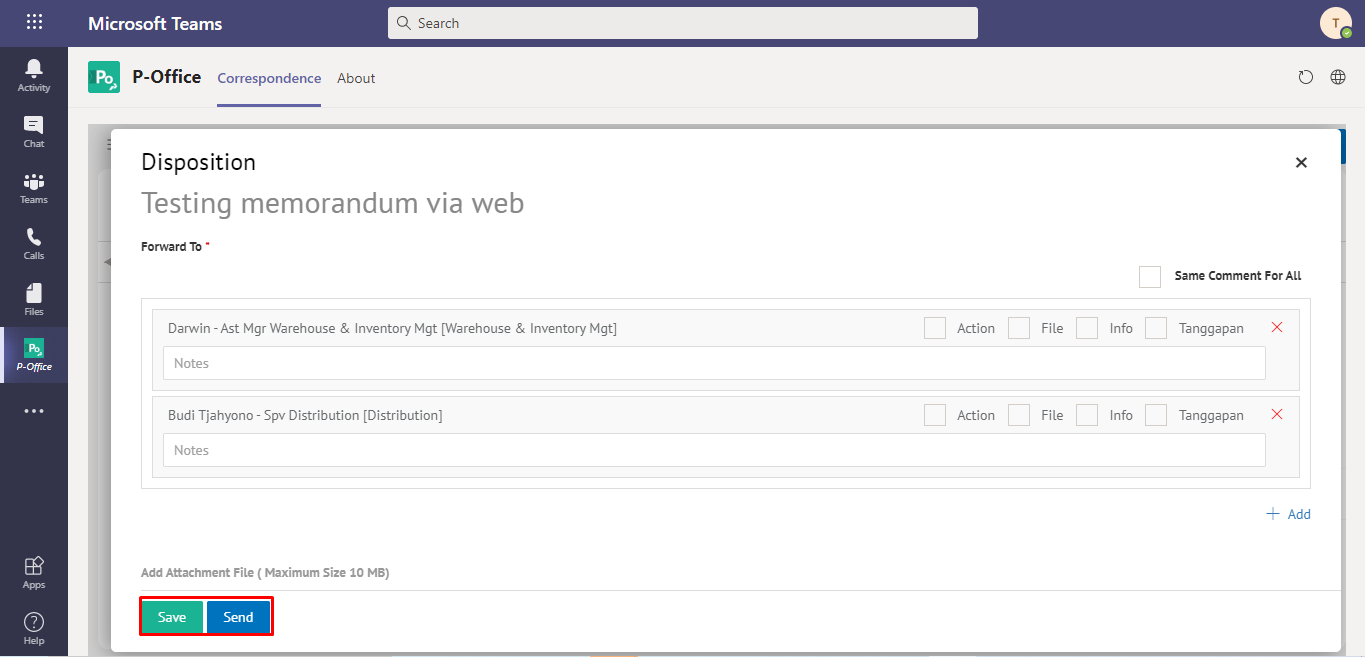 Microsoft Teams
Search
T
Activity
Chat
Teams
Calls
Files
Po
P-Office
Apps
Help
Po
P-Office
Correspondence
About
Disposition
Testing memorandum via web
Forward To *
Same Comment For All
Darwin - Ast Mgr Warehouse & Inventory Mgt [Warehouse & Inventory Mgt]
Action
File
Info
Tanggapan
Notes
Budi Tjahyono - Spv Distribution [Distribution]
Action
File
Info
Tanggapan
Notes
Add
Add Attachment File ( Maximum Size 10 MB)
Save
Send